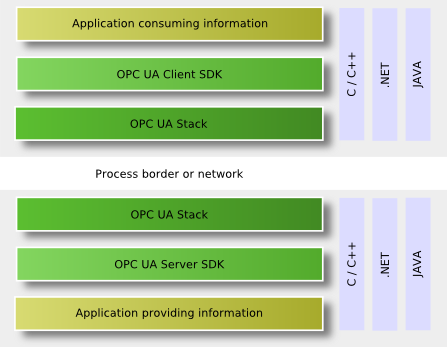 Application consuming information
OPC UA Client SDK
OPC UA Stack
C / C++
.NET
JAVA
Process border or network
OPC UA Stack
OPC UA Server SDK
Application providing information
C / C++
.NET
JAVA